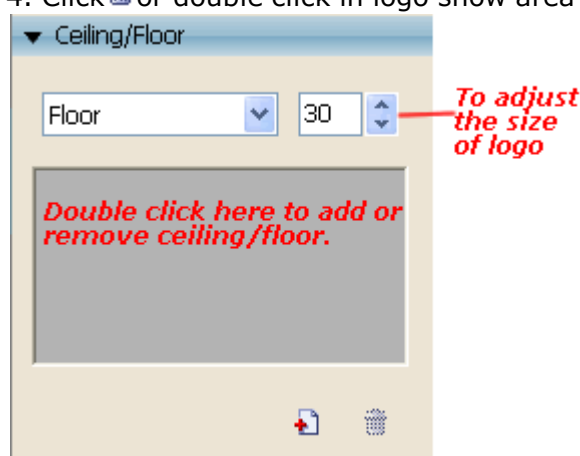 4. Click or double click in logo show area
Ceiling/Floor
Floor
30
To adjust
the size
of logo
Double click here to add or
remove ceiling/floor.